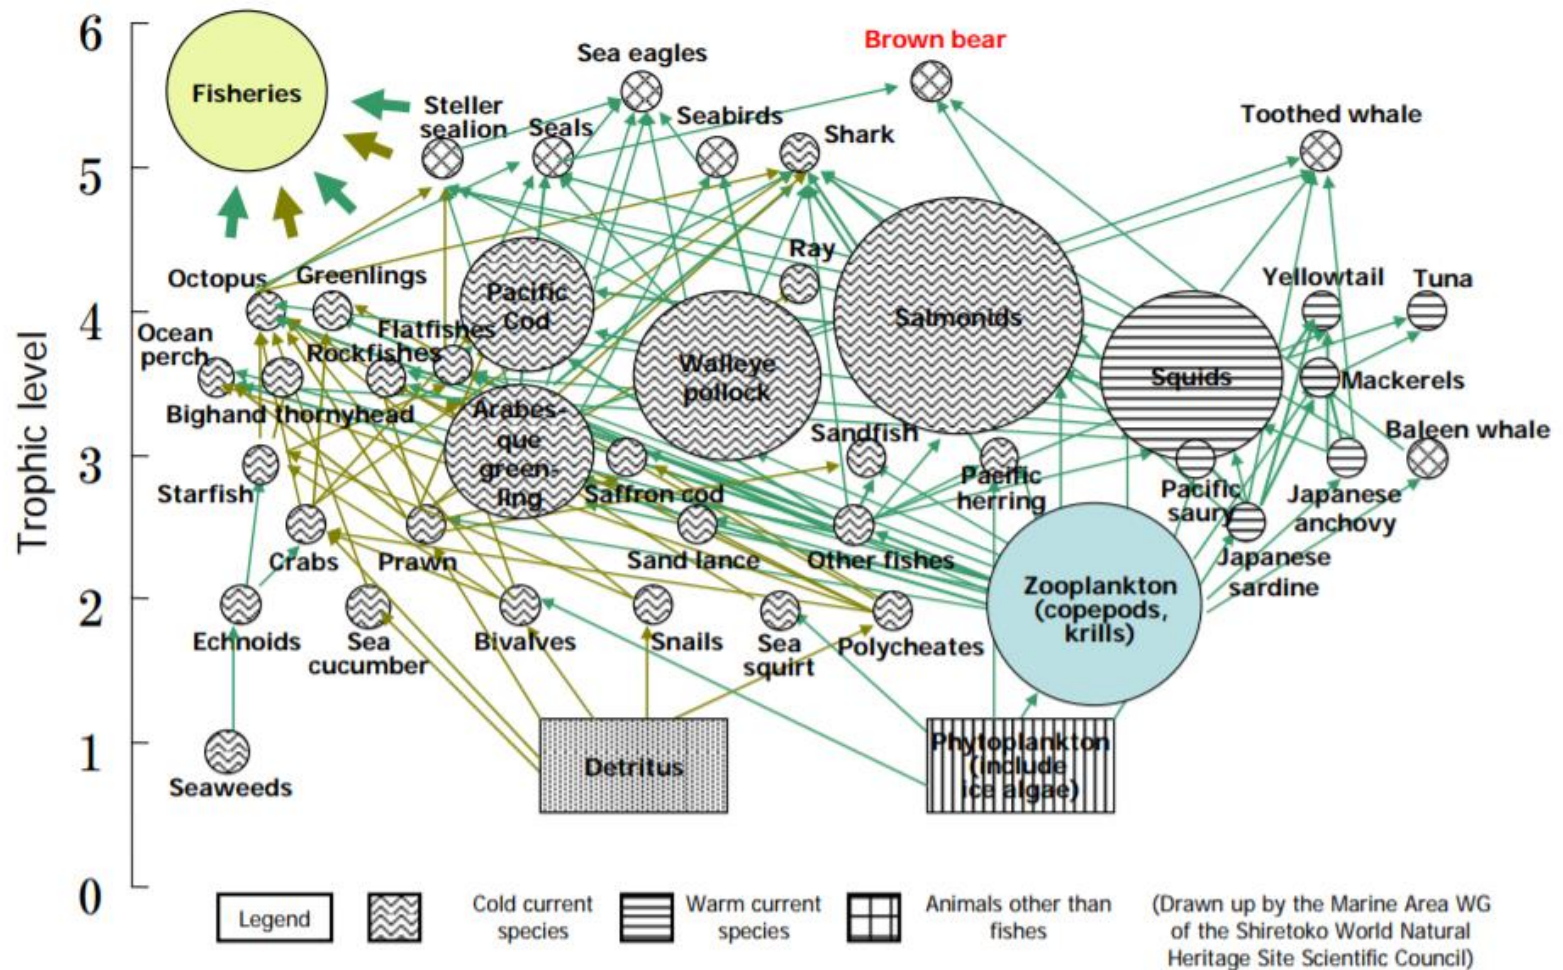 6
Brown bear
Sea eagles
Fisheries
Steller
sealion
Seals
Seabirds
Shark
Toothed whale
5
Ray
Octopus
Greenlings
Pacific
Cod
Yellowtail
Tuna
4
Ocean
perch
Flatfishes
Rockfishes
Salmonids
Walleye
pollock
Squids
Mackerels
Bighand thornyhead
Arabes-
que
green-
ling
Sandfish
Baleen whale
3
Trophic level
Starfish
Saffron cod
Pacific
herring
Pacific
saury
Japanese
anchovy
Crabs
Prawn
Sand lance
Other fishes
Japanese
sardine
Zooplankton
(copepods,
krills)
2
Echnoids
Sea
cucumber
Bivalves
Snails
Sea
squirt
Polycheates
1
Seaweeds
Detritus
Phytoplankton
(include
ice algae)
0
Legend
Cold current
species
Warm current
species
Animals other than
fishes
(Drawn up by the Marine Area WG
of the Shiretoko World Natural
Heritage Site Scientific Council)